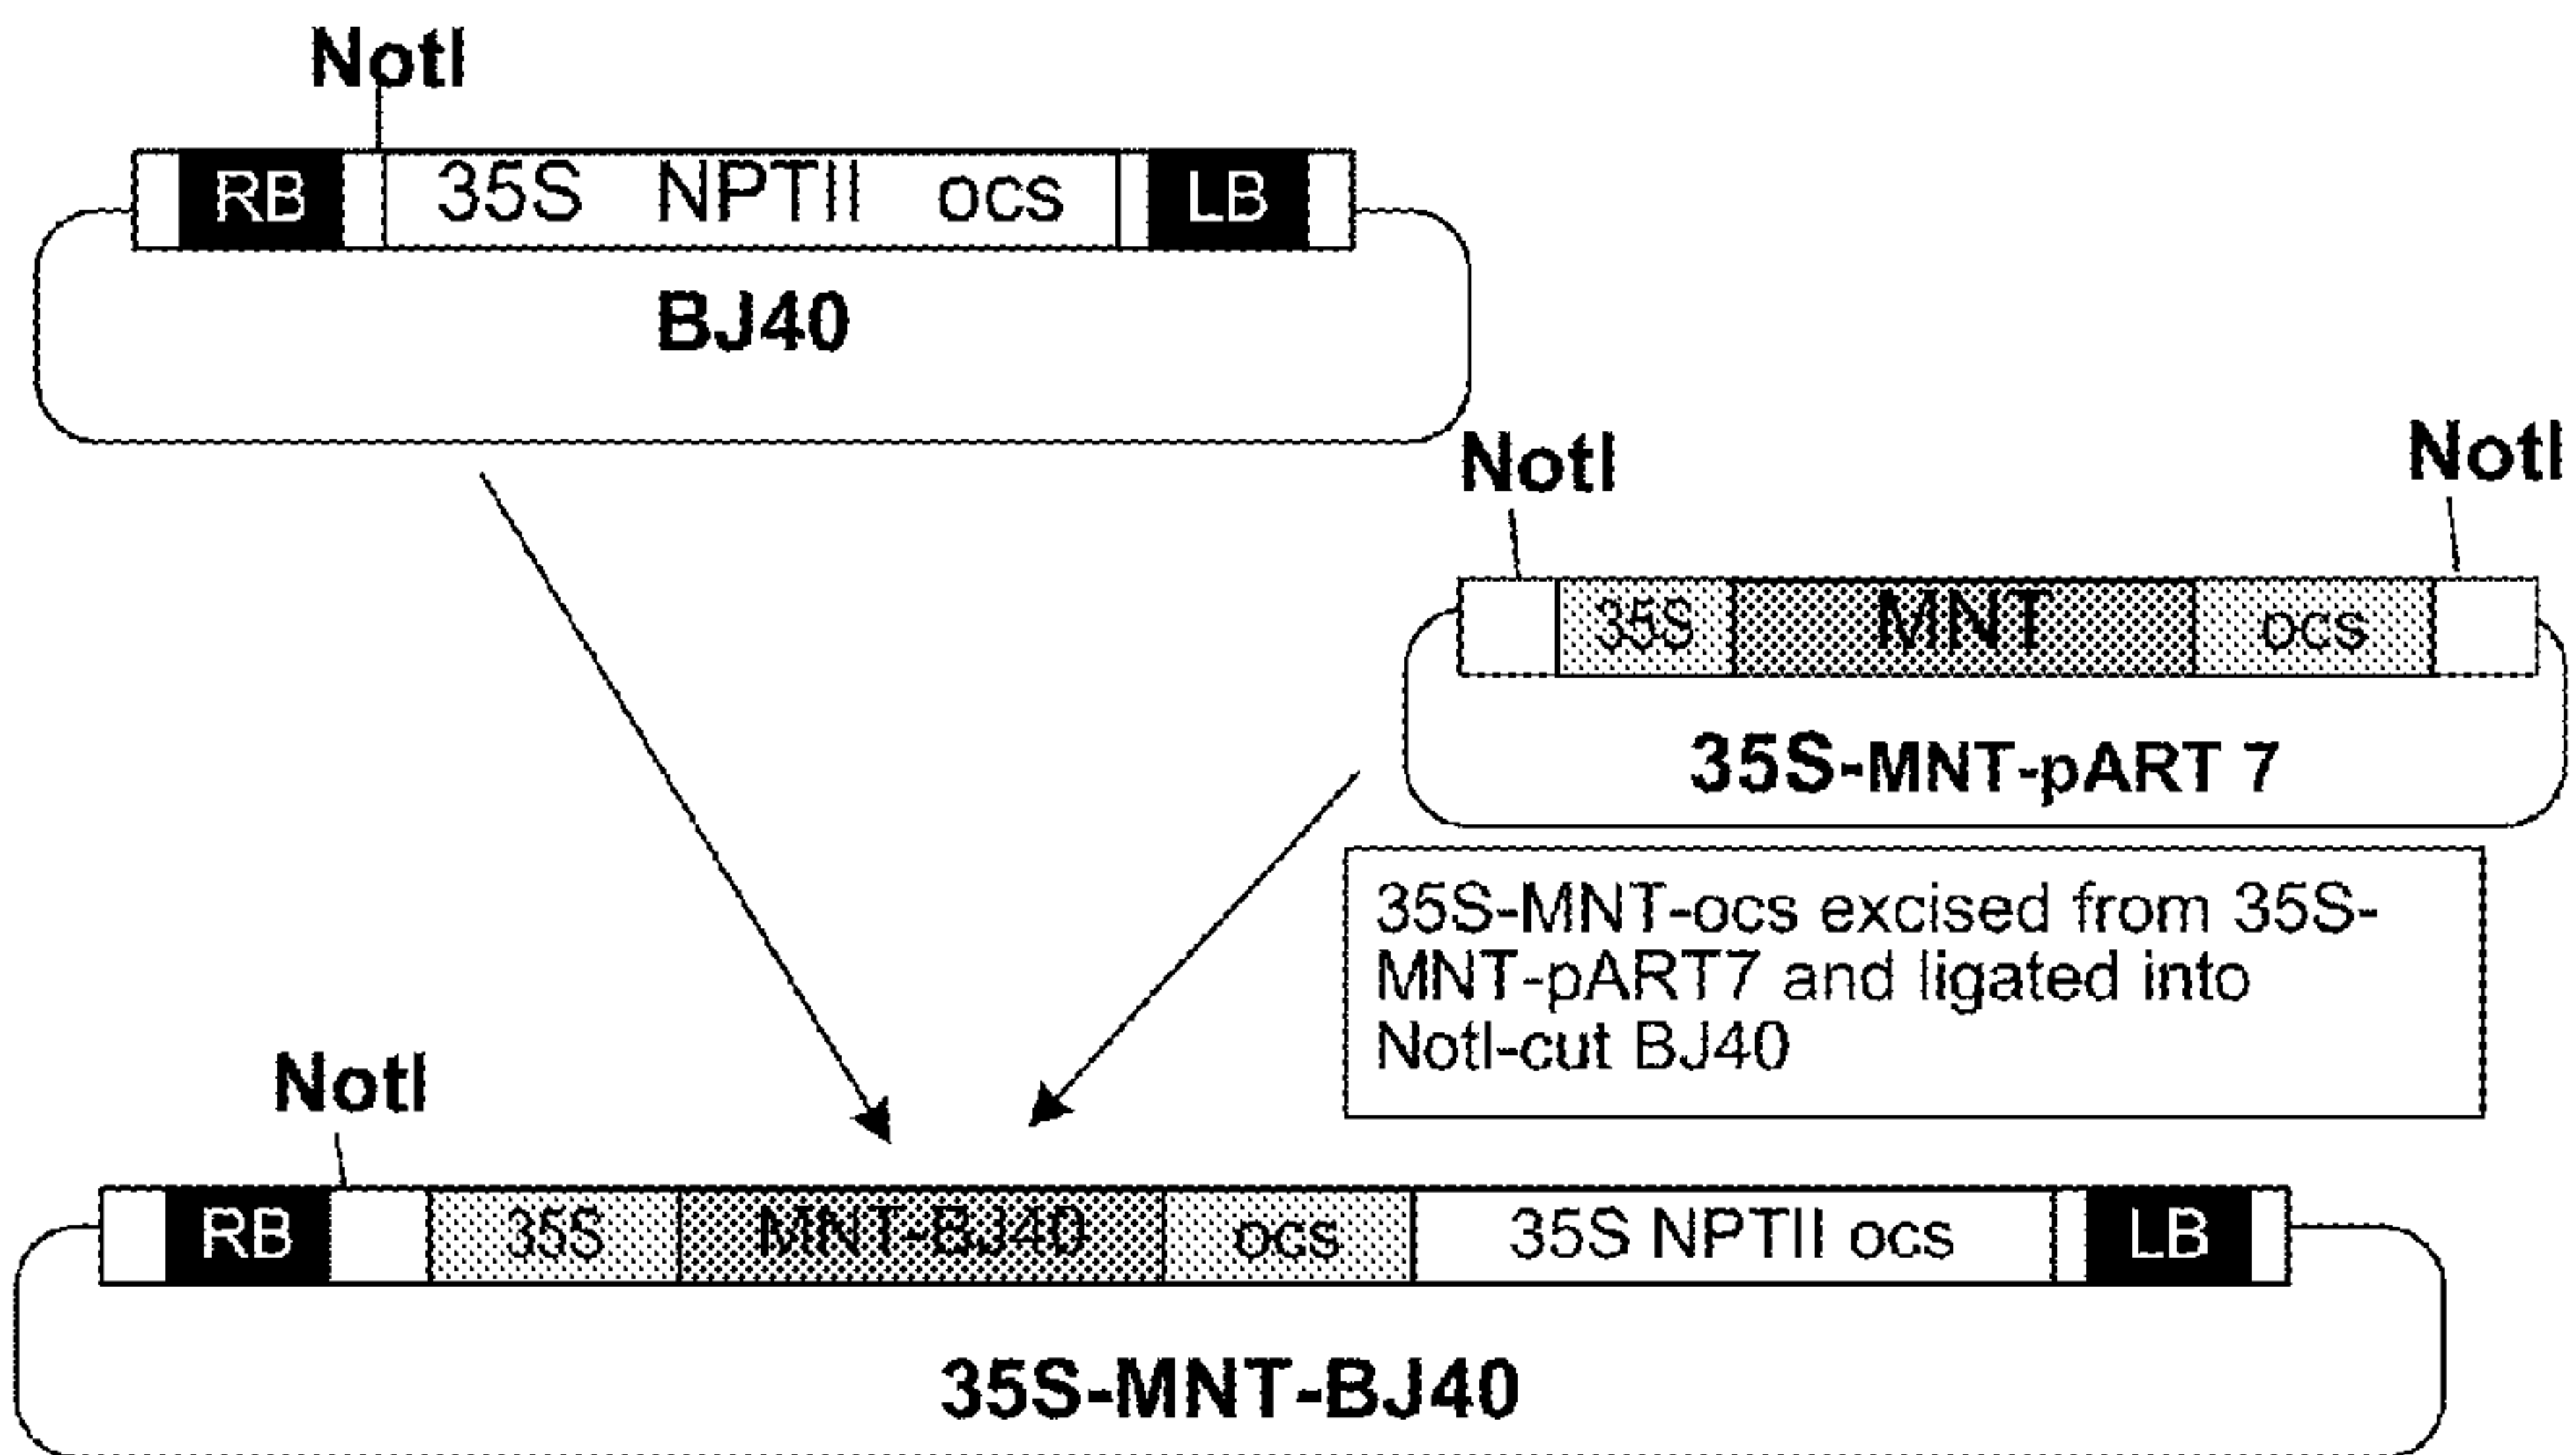 NotI
RB 35S NPTII ocs LB
BJ40
NotI NotI
35S MNT ocs
35S-MNT-pART 7
35S-MNT-ocs excised from 35S-
MNT-pART7 and ligated into
NotI-cut BJ40
NotI
RB 35S MNT-BJ40 ocs 35S NPTII ocs LB
35S-MNT-BJ40